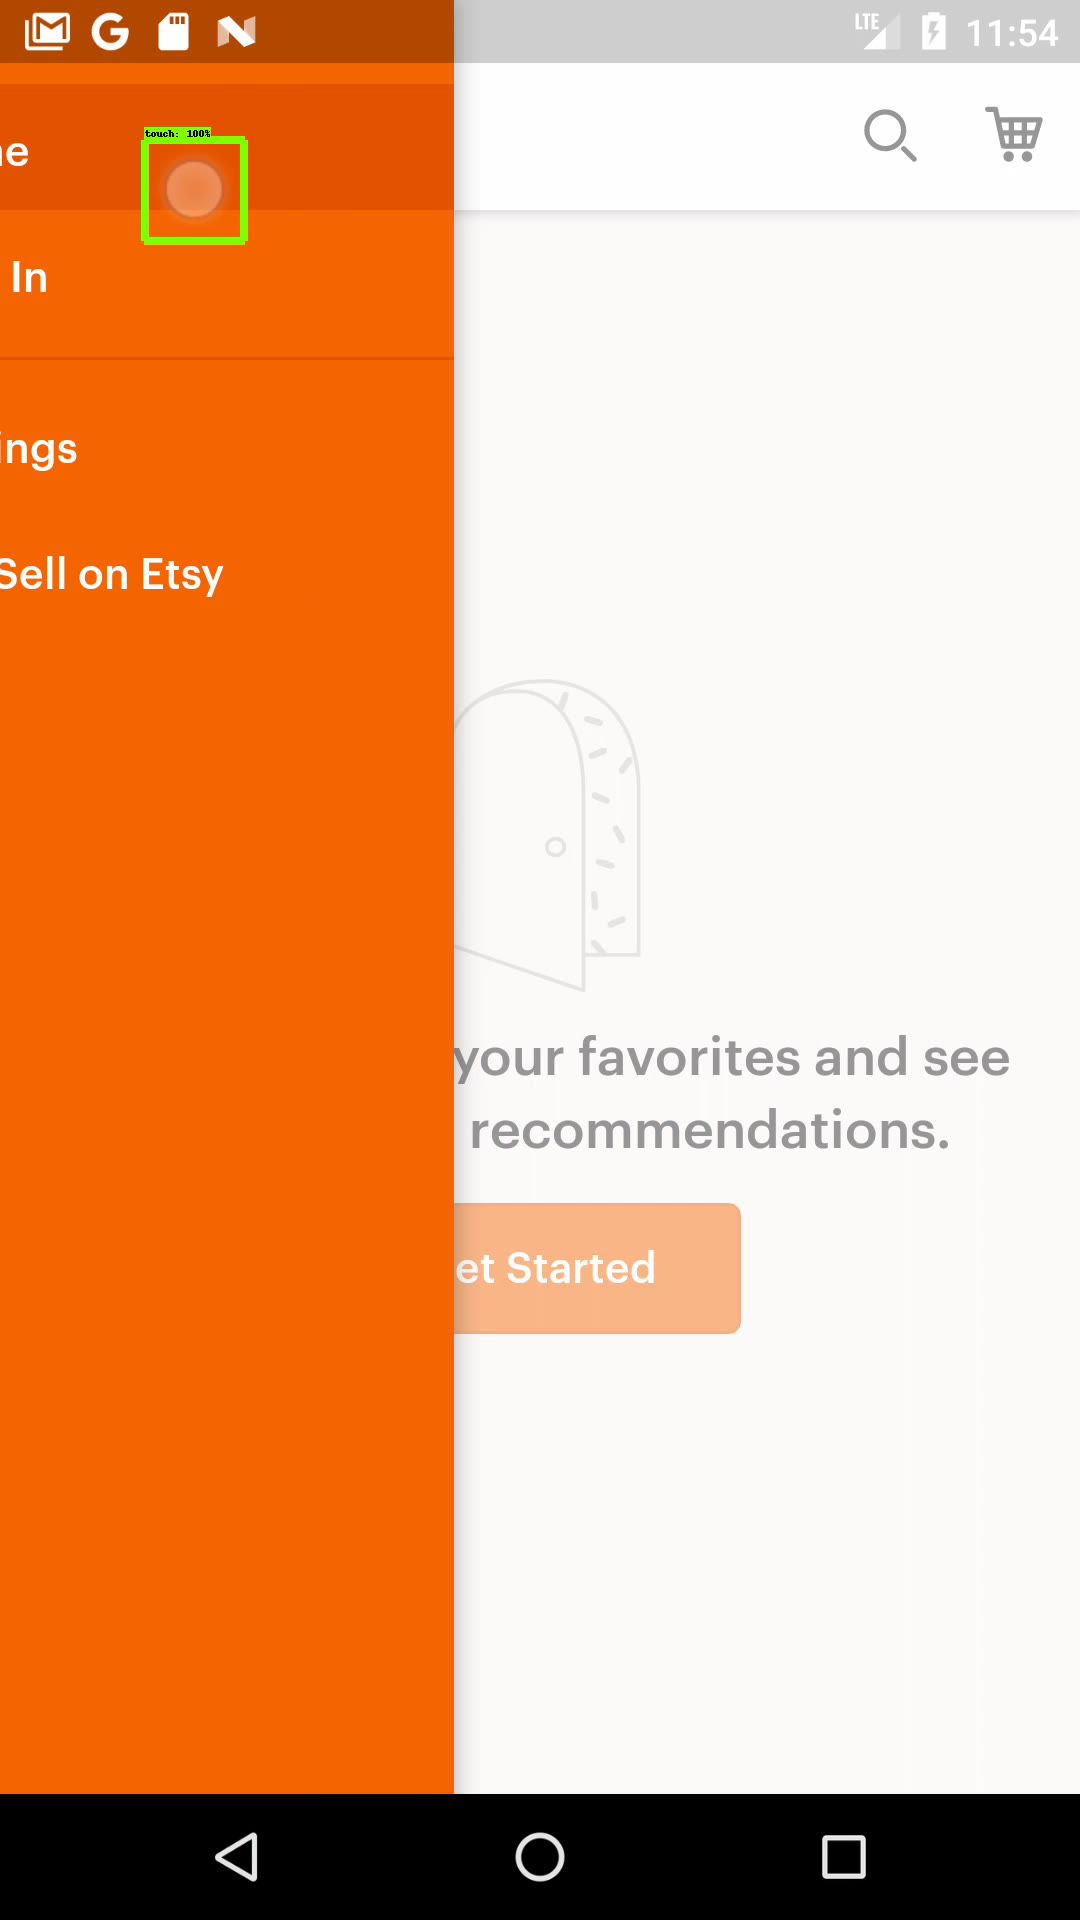 LTE 11:54
touch: 100%
e
In
ings
Sell on Etsy
your favorites and see
recommendations.
et Started